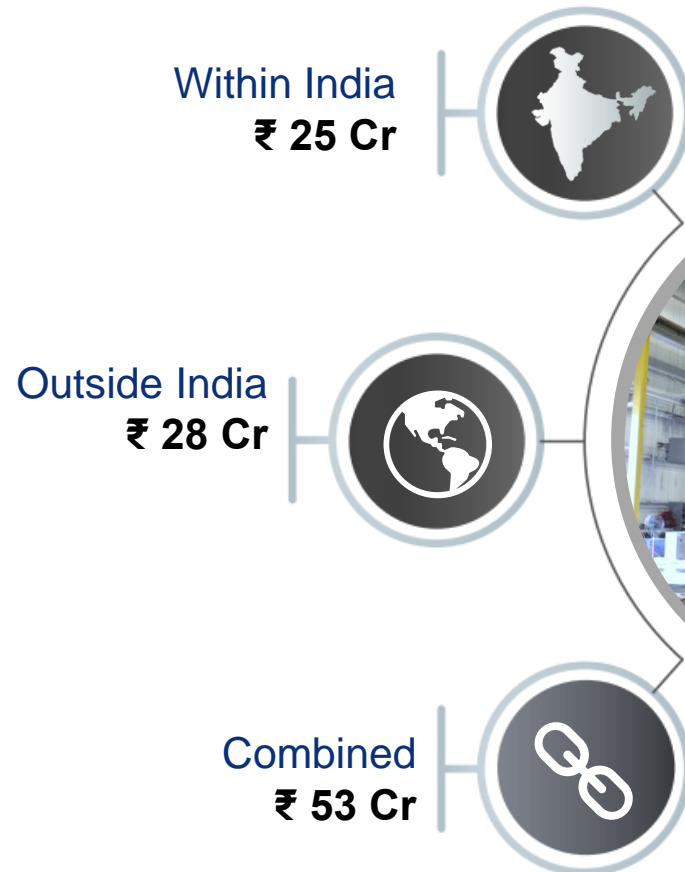 Within India
₹ 25 Cr
Outside India
₹ 28 Cr
Combined
₹ 53 Cr